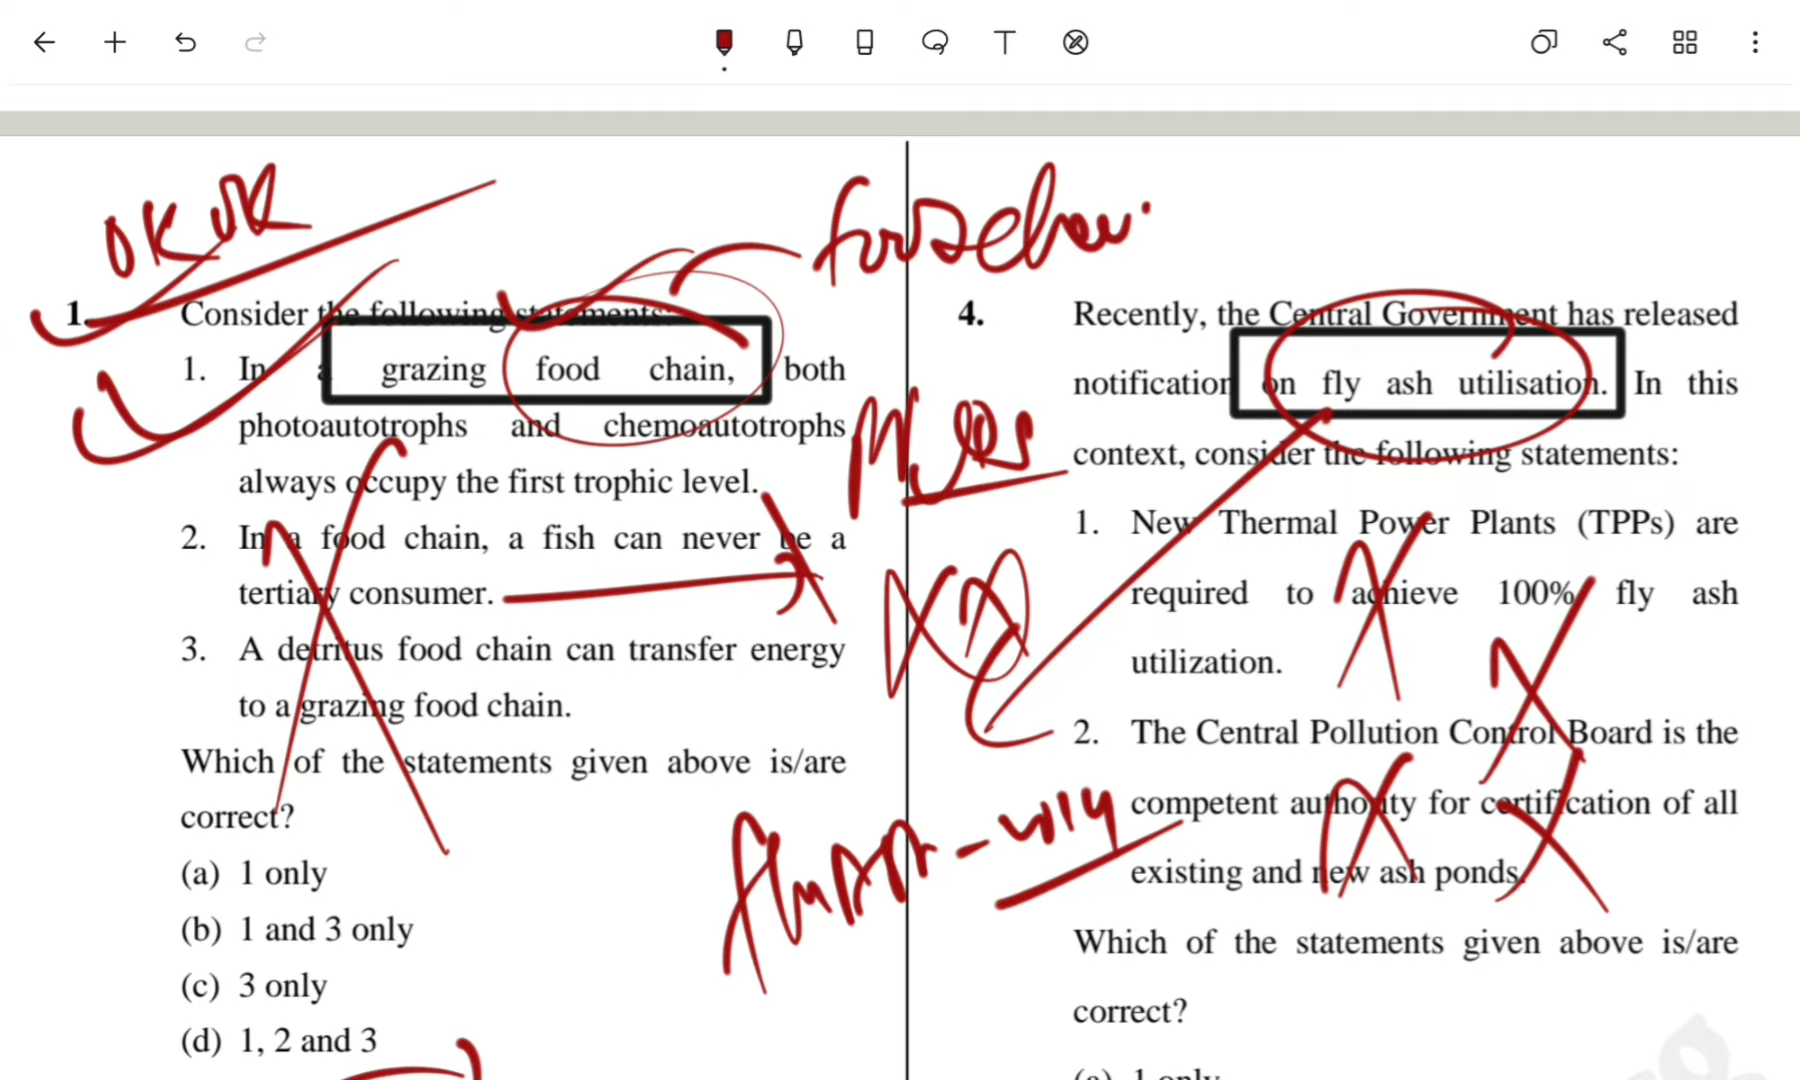 OK OK
1. Consider the following statements:
1. In a grazing food chain, both
photoautotrophs and chemoautotrophs
always occupy the first trophic level.
2. In a food chain, a fish can never be a
tertiary consumer.
3. A detritus food chain can transfer energy
to a grazing food chain.
Which of the statements given above is/are
correct?
(a) 1 only
(b) 1 and 3 only
(c) 3 only
(d) 1, 2 and 3
4. Recently, the Central Government has released
notification on fly ash utilisation. In this
context, consider the following statements:
1. New Thermal Power Plants (TPPs) are
required to achieve 100% fly ash
utilization.
2. The Central Pollution Control Board is the
competent authority for certification of all
existing and new ash ponds.
Which of the statements given above is/are
correct?
(a) 1 only